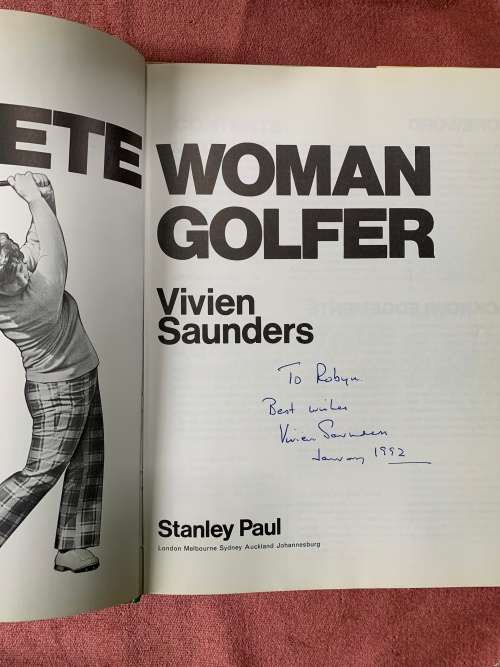 ETE
WOMAN
GOLFER
Vivien
Saunders
To Robyn
Best wishes
Vivien Saunders
January 1992
Stanley Paul
London Melbourne Sydney Auckland Johannesburg